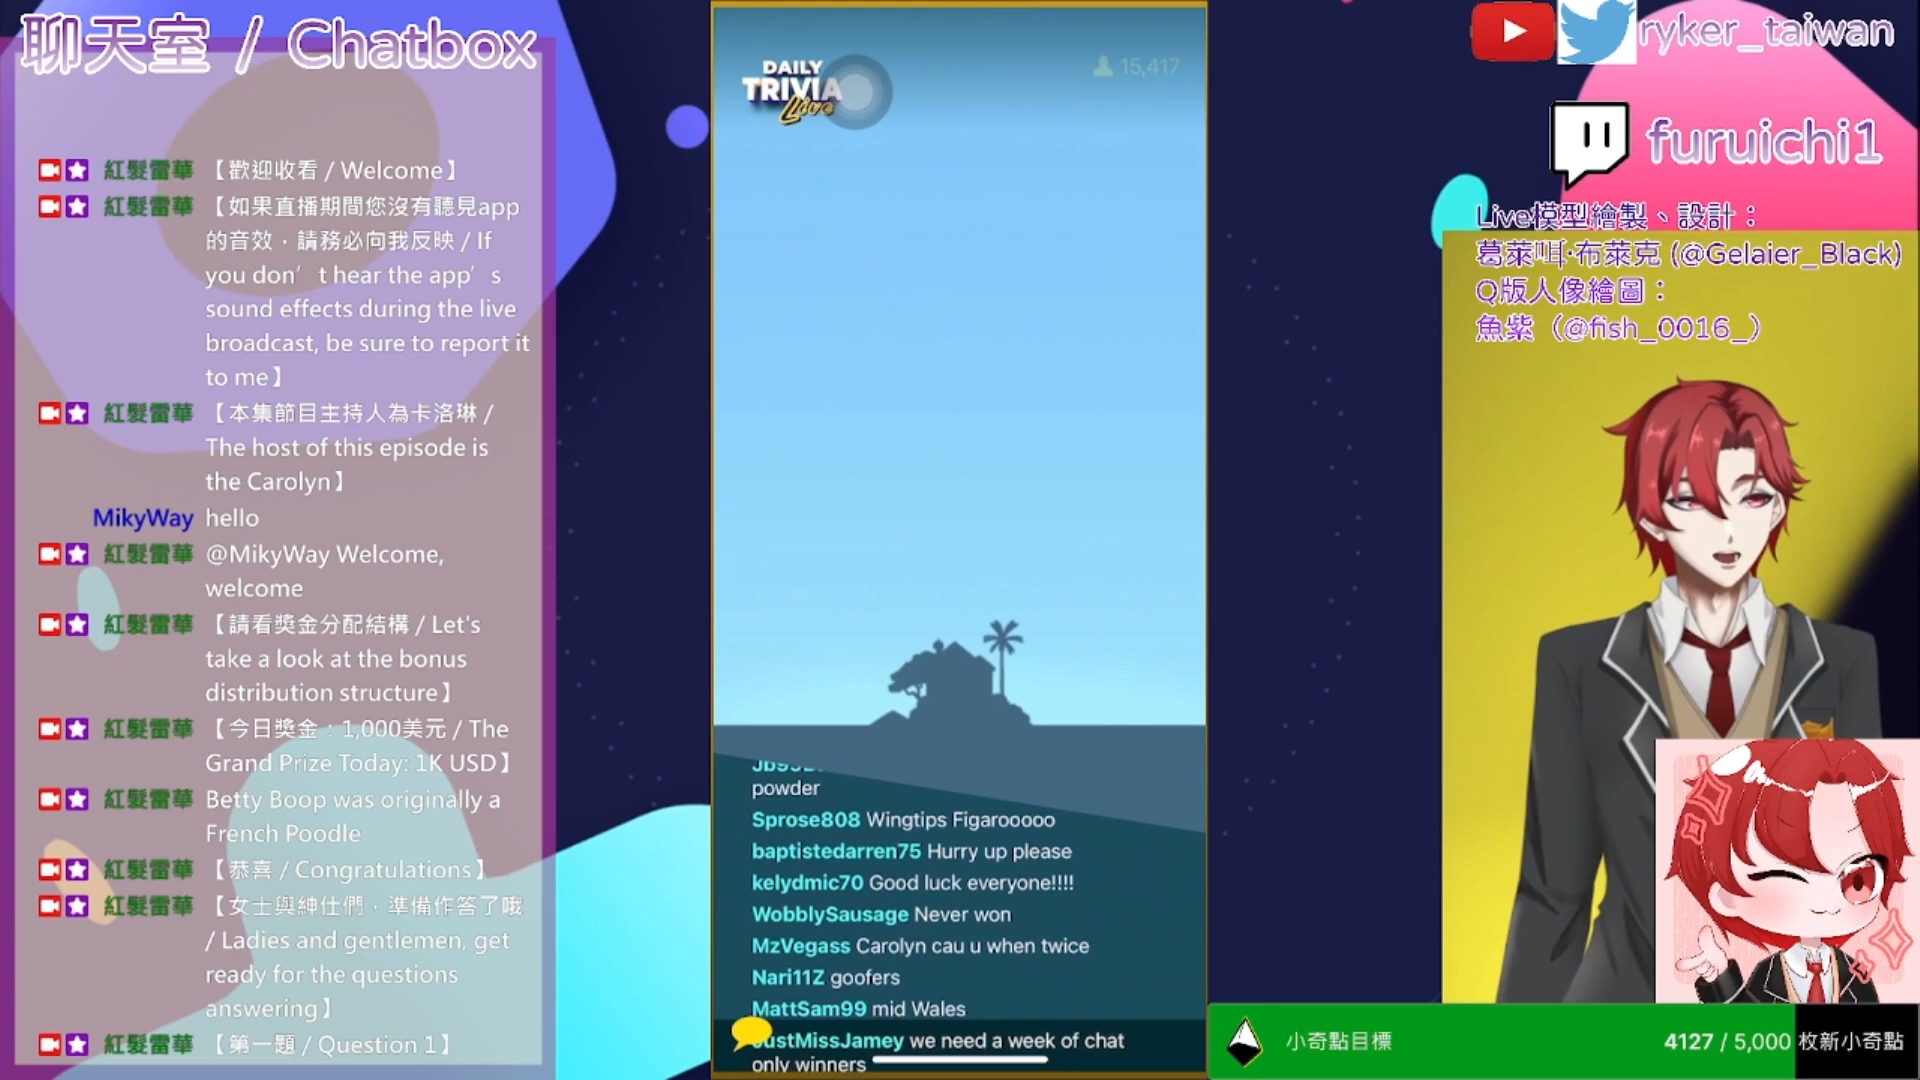 聊天室 / Chatbox
紅髮雷華 【歡迎收看 / Welcome】
紅髮雷華 【如果直播期間您沒有聽見app
的音效，請務必向我反映 / If
you don’t hear the app’s
sound effects during the live
broadcast, be sure to report it
to me】
紅髮雷華 【本集節目主持人為卡洛琳 /
The host of this episode is
the Carolyn】
MikyWay hello
紅髮雷華 @MikyWay Welcome,
welcome
紅髮雷華 【請看獎金分配結構 / Let's
take a look at the bonus
distribution structure】
紅髮雷華 【今日獎金：1,000美元 / The
Grand Prize Today: 1K USD】
紅髮雷華 Betty Boop was originally a
French Poodle
紅髮雷華 【恭喜 / Congratulations】
紅髮雷華 【女士與紳仕們，準備作答了哦
/ Ladies and gentlemen, get
ready for the questions
answering】
紅髮雷華 【第一題 / Question 1】
DAILY
TRIVIA
Live
15,417
powder
Sprose808 Wingtips Figarooooo
baptistedarren75 Hurry up please
kelydmic70 Good luck everyone!!!!
WobblySausage Never won
MzVegass Carolyn cau u when twice
Nari11Z goofers
MattSam99 mid Wales
JustMissJamey we need a week of chat
only winners
ryker_taiwan
furuichi1
Live模型繪製、設計：
葛萊咡·布萊克 (@Gelaier_Black)
Q版人像繪圖：
魚紫（@fish_0016_）
小奇點目標 4127 / 5,000 枚新小奇點